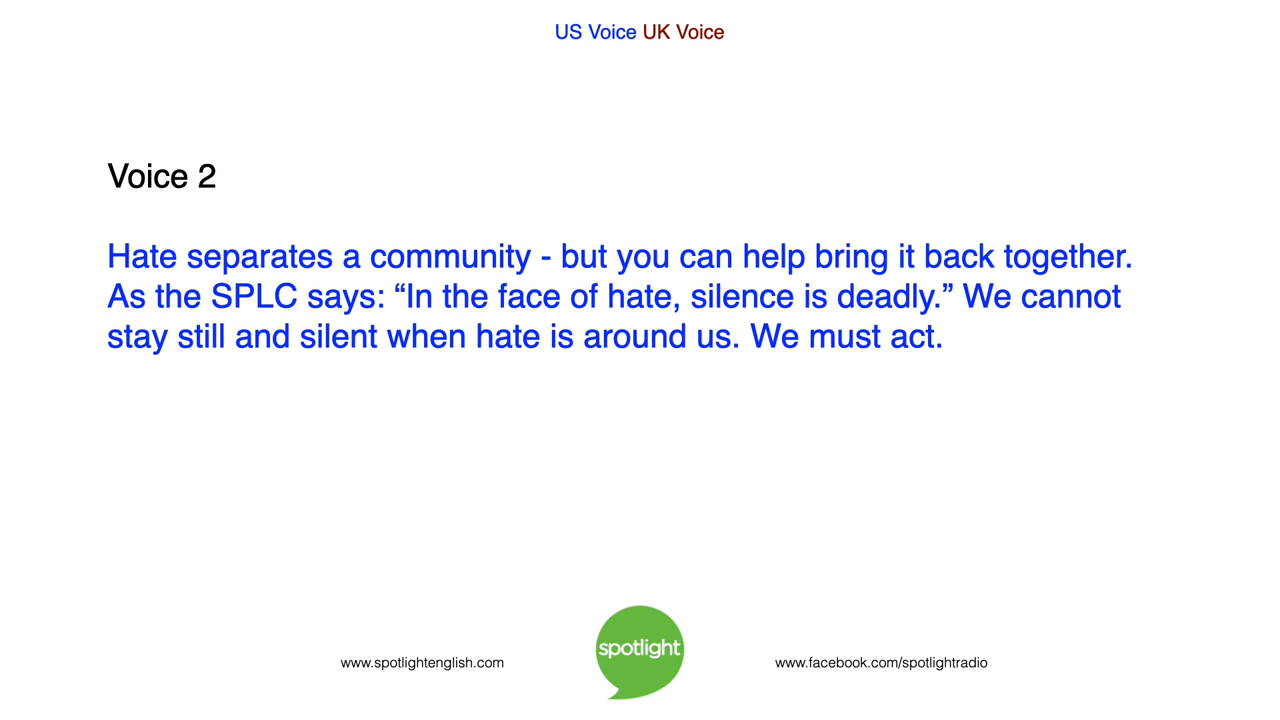 US Voice UK Voice
Voice 2
Hate separates a community - but you can help bring it back together.
As the SPLC says: “In the face of hate, silence is deadly.” We cannot
stay still and silent when hate is around us. We must act.
spotlight
www.spotlightenglish.com
www.facebook.com/spotlightradio